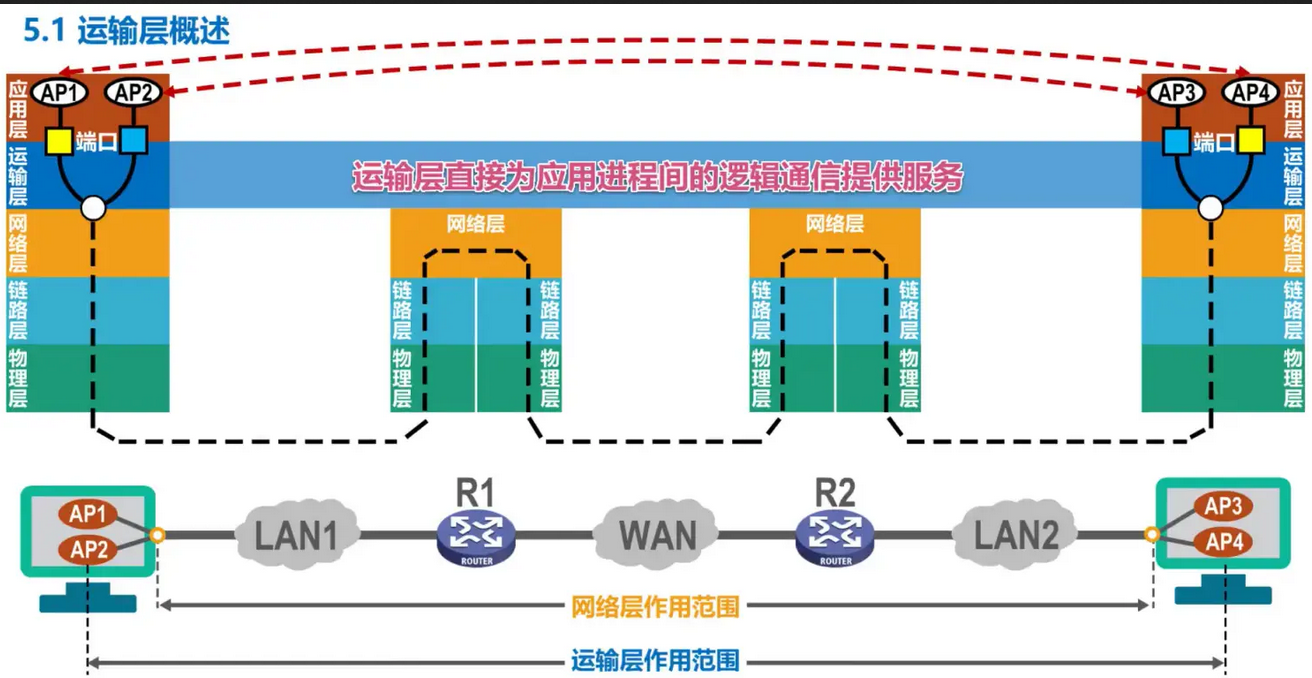 5.1 运输层概述
AP1
AP2
AP3
AP4
应用层
端口
端口
应用层
运输层
运输层直接为应用进程间的逻辑通信提供服务
运输层
网络层
网络层
网络层
网络层
链路层
链路层
链路层
链路层
链路层
链路层
物理层
物理层
物理层
物理层
物理层
物理层
R1
R2
AP1
AP2
LAN1
ROUTER
WAN
ROUTER
LAN2
AP3
AP4
网络层作用范围
运输层作用范围